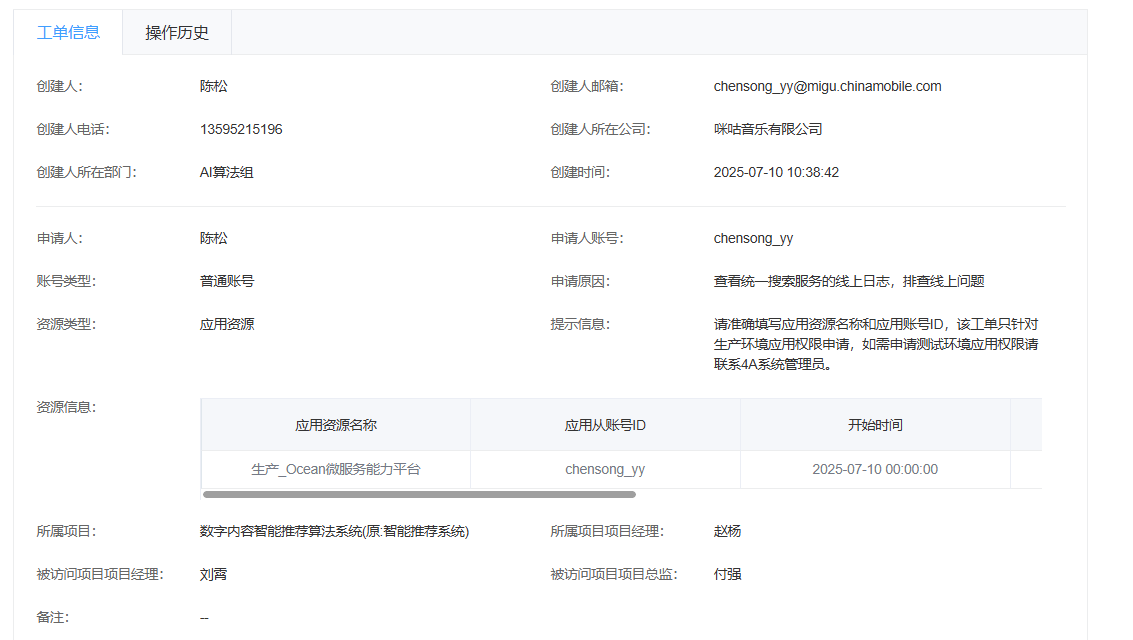 工单信息 操作历史
创建人： 陈松 创建人邮箱： chensong_yy@migu.chinamobile.com
创建人电话： 13595215196 创建人所在公司： 咪咕音乐有限公司
创建人所在部门： AI算法组 创建时间： 2025-07-10 10:38:42
申请人： 陈松 申请人账号： chensong_yy
账号类型： 普通账号 申请原因： 查看统一搜索服务的线上日志，排查线上问题
资源类型： 应用资源 提示信息： 请准确填写应用资源名称和应用账号ID，该工单只针对
生产环境应用权限申请，如需申请测试环境应用权限请
联系4A系统管理员。
资源信息：
应用资源名称 应用从账号ID 开始时间
生产_Ocean微服务能力平台 chensong_yy 2025-07-10 00:00:00
所属项目： 数字内容智能推荐算法系统(原:智能推荐系统) 所属项目项目经理： 赵杨
被访问项目项目经理： 刘霄 被访问项目项目总监： 付强
备注： --